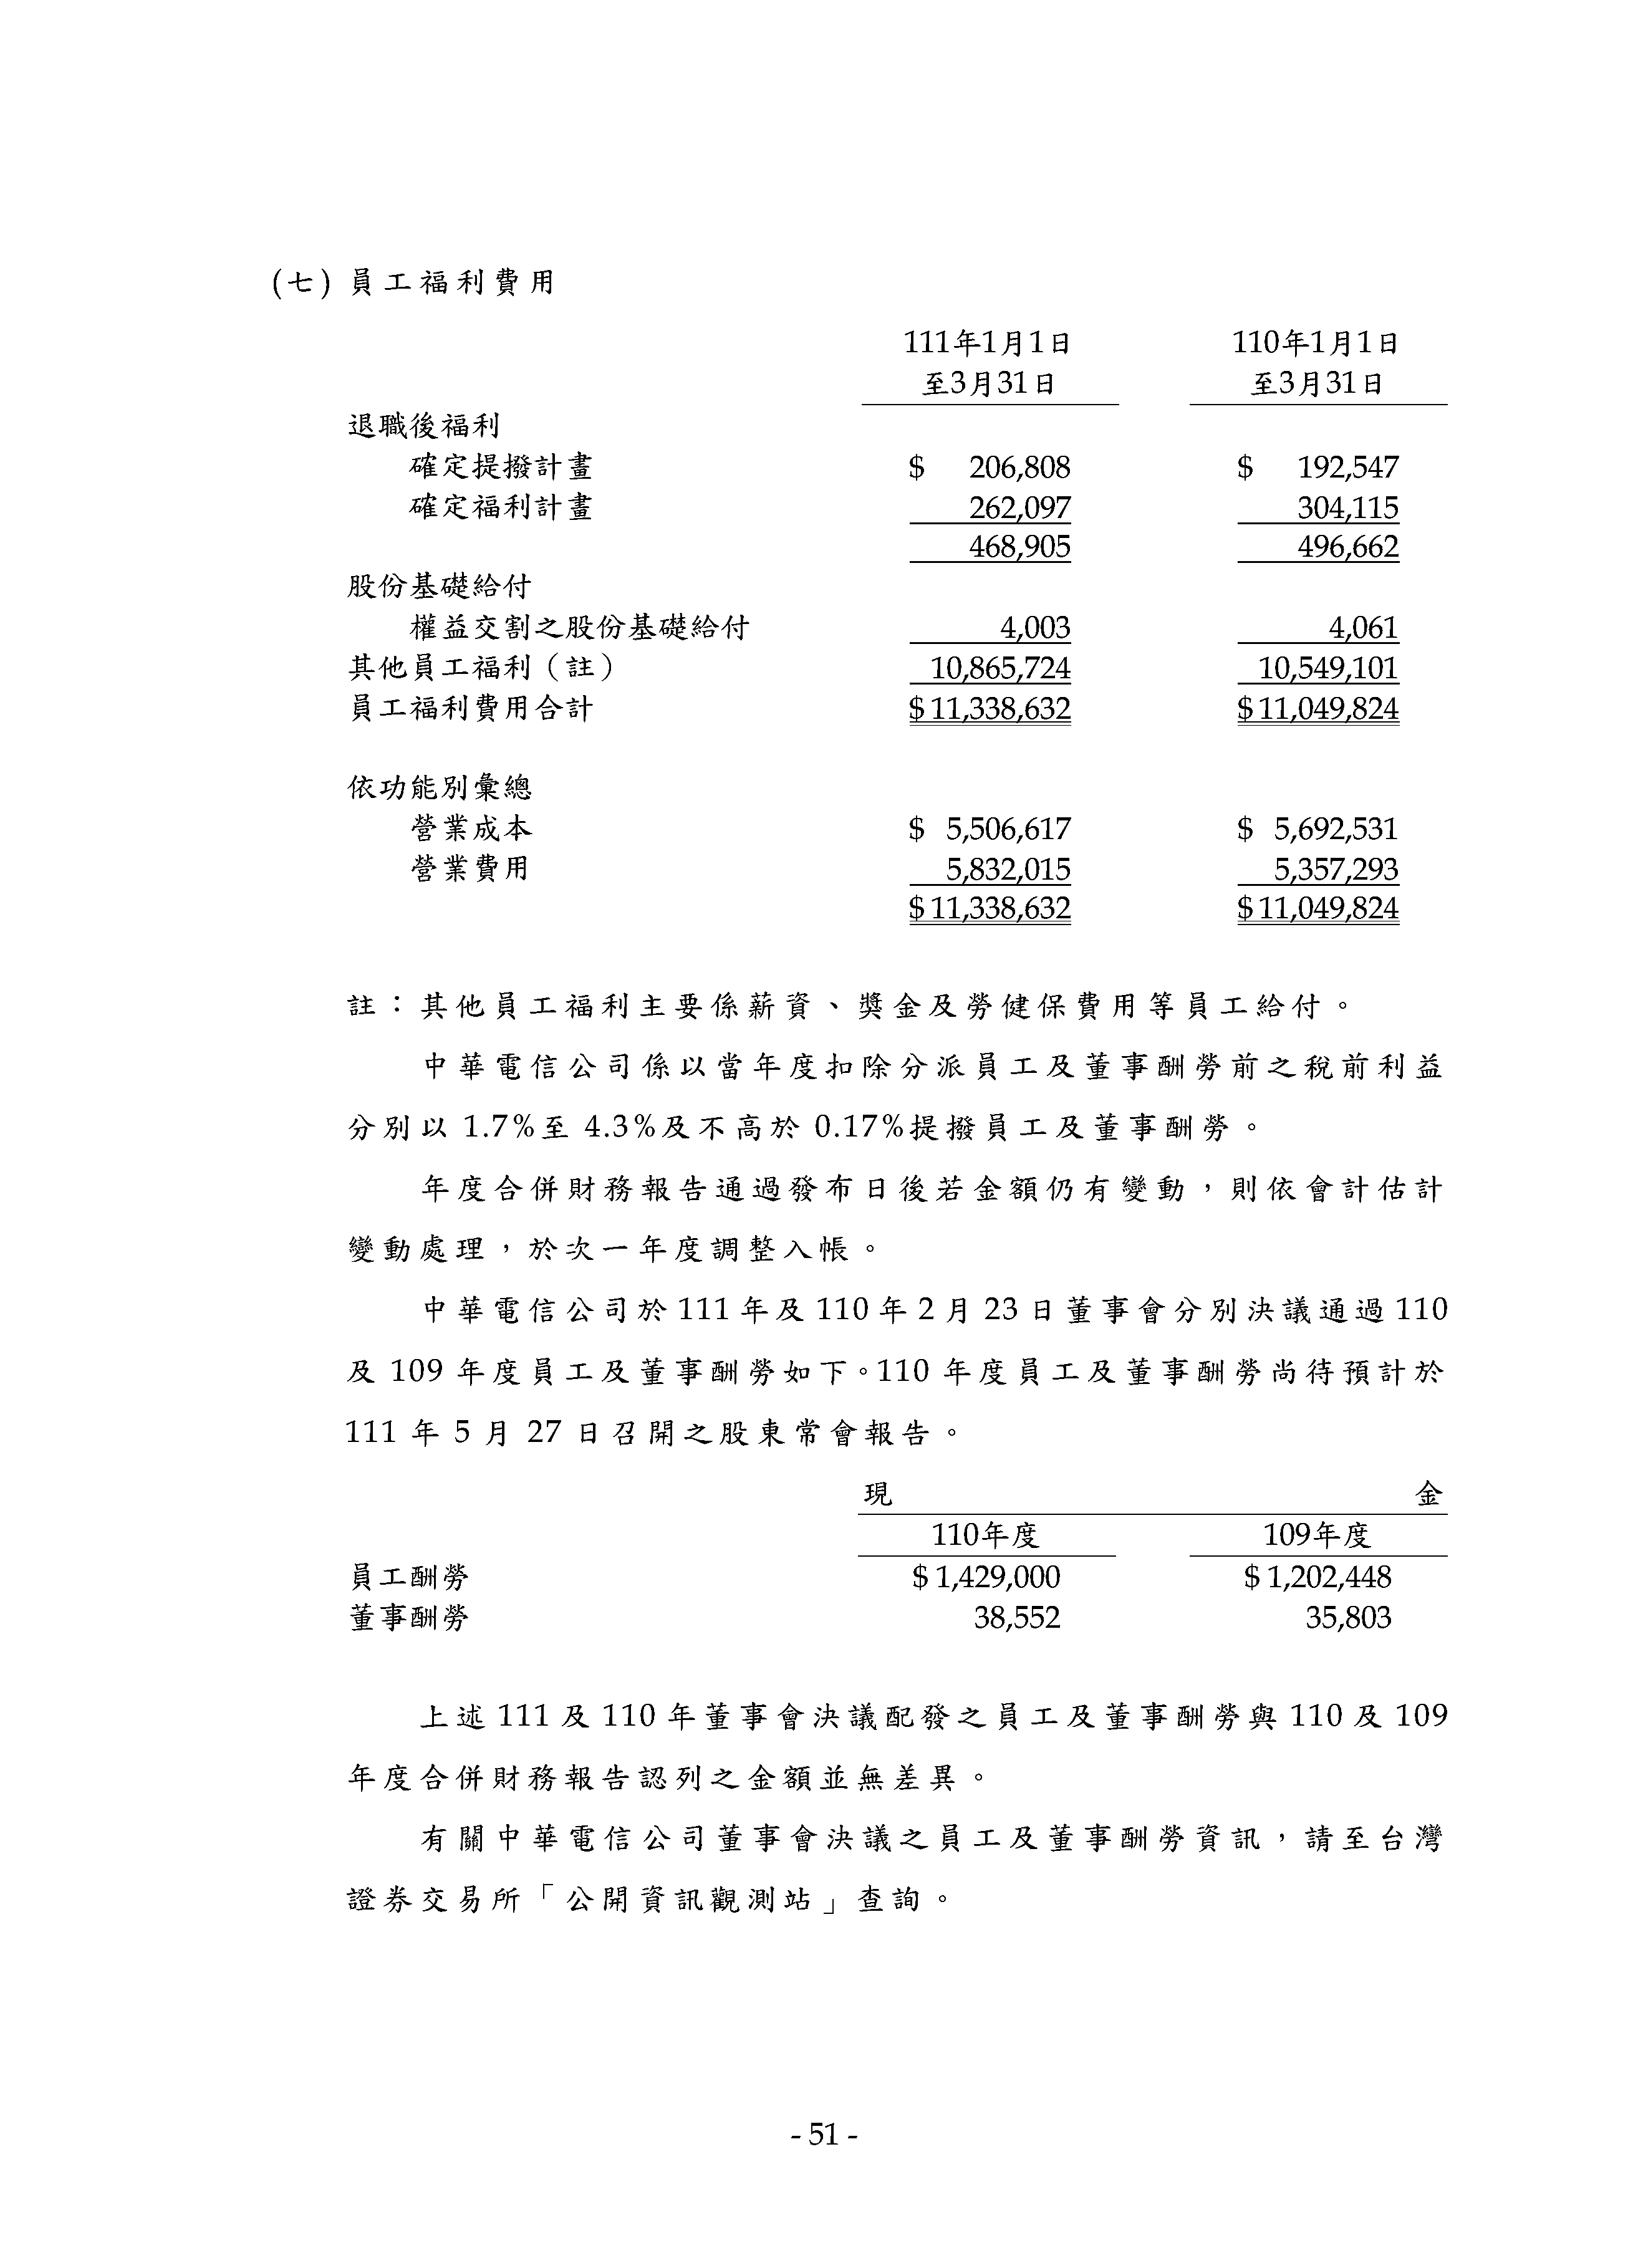 (七) 員工福利費用
111年1月1日 110年1月1日
至3月31日 至3月31日
退職後福利
確定提撥計畫 $ 206,808 $ 192,547
確定福利計畫 262,097 304,115
468,905 496,662
股份基礎給付
權益交割之股份基礎給付 4,003 4,061
其他員工福利（註） 10,865,724 10,549,101
員工福利費用合計 $11,338,632 $11,049,824
依功能別彙總
營業成本 $ 5,506,617 $ 5,692,531
營業費用 5,832,015 5,357,293
$11,338,632 $11,049,824
註：其他員工福利主要係薪資、獎金及勞健保費用等員工給付。
中華電信公司係以當年度扣除分派員工及董事酬勞前之稅前利益
分別以 1.7%至 4.3%及不高於 0.17%提撥員工及董事酬勞。
年度合併財務報告通過發布日後若金額仍有變動，則依會計估計
變動處理，於次一年度調整入帳。
中華電信公司於 111 年及 110 年 2 月 23 日董事會分別決議通過 110
及 109 年度員工及董事酬勞如下。110 年度員工及董事酬勞尚待預計於
111 年 5 月 27 日召開之股東常會報告。
現 金
110年度 109年度
員工酬勞 $ 1,429,000 $ 1,202,448
董事酬勞 38,552 35,803
上述 111 及 110 年董事會決議配發之員工及董事酬勞與 110 及 109
年度合併財務報告認列之金額並無差異。
有關中華電信公司董事會決議之員工及董事酬勞資訊，請至台灣
證券交易所「公開資訊觀測站」查詢。
- 51 -